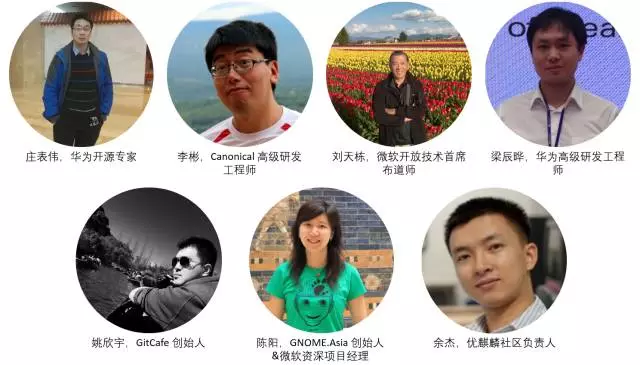 庄表伟，华为开源专家
李彬，Canonical 高级研发
工程师
刘天栋，微软开放技术首席
布道师
梁辰晔，华为高级研发工程
师
姚欣宇，GitCafe 创始人
陈阳，GNOME.Asia 创始人
&微软资深项目经理
余杰，优麒麟社区负责人